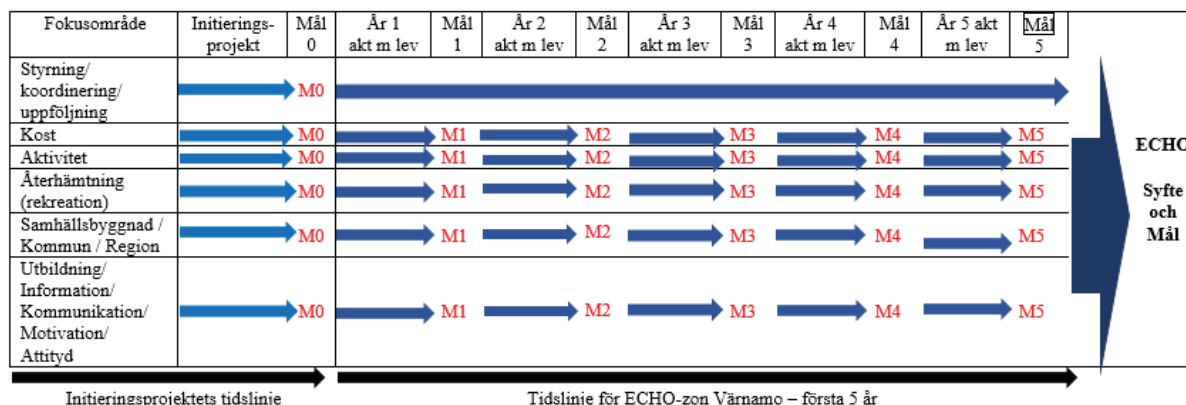 Fokusområde Initierings-projekt Mål 0 År 1 akt m lev Mål 1 År 2 akt m lev Mål 2 År 3 akt m lev Mål 3 År 4 akt m lev Mål 4 År 5 akt m lev Mål 5
Styrning/
koordinering/ M0
uppföljning
Kost M0 M1 M2 M3 M4 M5
Aktivitet M0 M1 M2 M3 M4 M5
Återhämtning
(rekreation) M0 M1 M2 M3 M4 M5
Samhällsbyggnad /
Kommun / Region M0 M1 M2 M3 M4 M5
Utbildning/
Information/
Kommunikation/ M0 M1 M2 M3 M4 M5
Motivation/
Attityd
ECHO
Syfte
och
Mål
Initieringsprojektets tidslinje
Tidslinje för ECHO-zon Värnamo – första 5 år